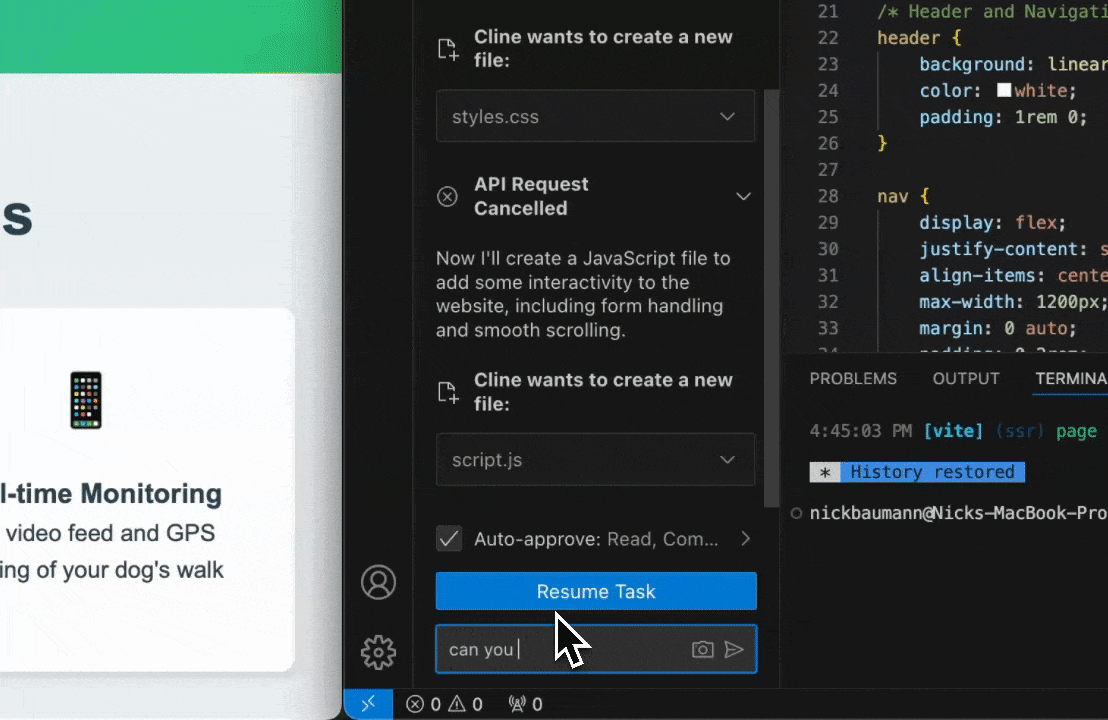 s
l-time Monitoring
video feed and GPS
ing of your dog's walk
Cline wants to create a new
file:
styles.css
API Request
Cancelled
Now I'll create a JavaScript file to
add some interactivity to the
website, including form handling
and smooth scrolling.
Cline wants to create a new
file:
script.js
Auto-approve: Read, Com...
Resume Task
can you
0 0 0
21 /* Header and Navigati
22 header {
23 background: linear
24 color: white;
25 padding: 1rem 0;
26 }
27
28 nav {
29 display: flex;
30 justify-content: s
31 align-items: cente
32 max-width: 1200px;
33 margin: 0 auto;
PROBLEMS OUTPUT TERMINA
4:45:03 PM [vite] (ssr) page
* History restored
nickbaumann@Nicks-MacBook-Pro